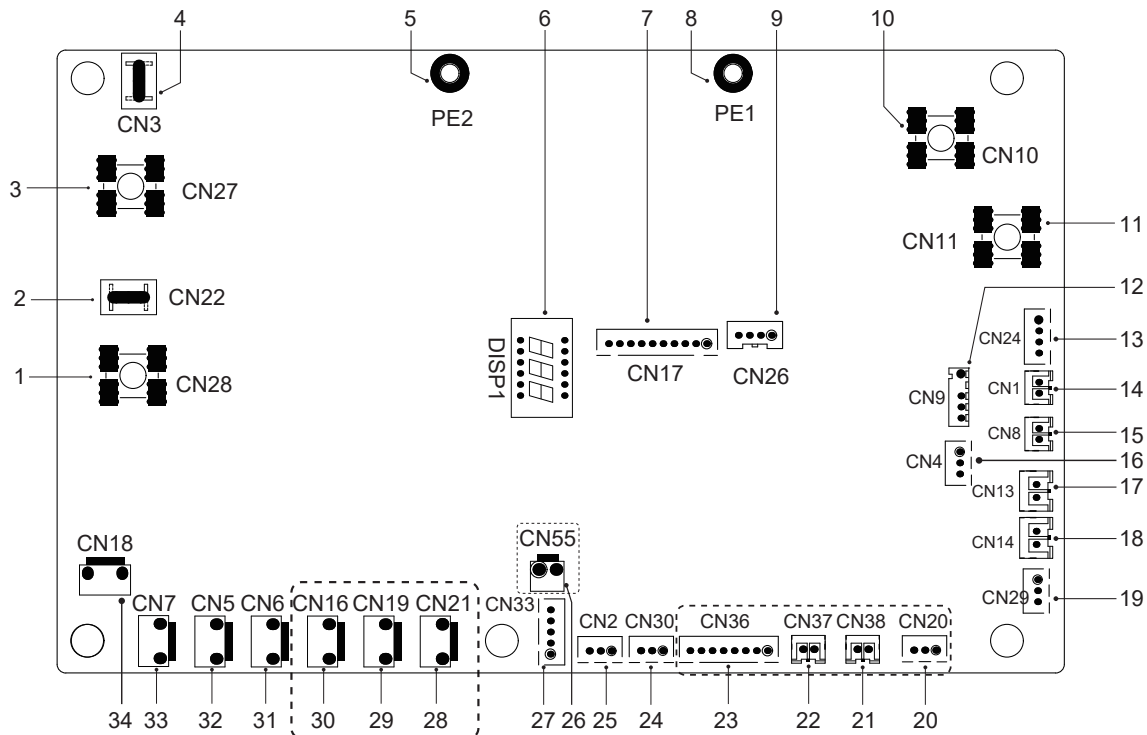 4 5 6 7 8 9 10
CN3 PE2 PE1
CN10
3 CN27
CN11 11
2 CN22
12
DISP1
CN24 13
CN17 CN26
1 CN28
CN9 CN1 14
CN8 15
CN4 16
CN13 17
CN14 18
CN18 CN55
CN29 19
CN7 CN5 CN6 CN16 CN19 CN21 CN33 CN2 CN30 CN36 CN37 CN38 CN20
34 33 32 31 30 29 28 27 26 25 24 23 22 21 20